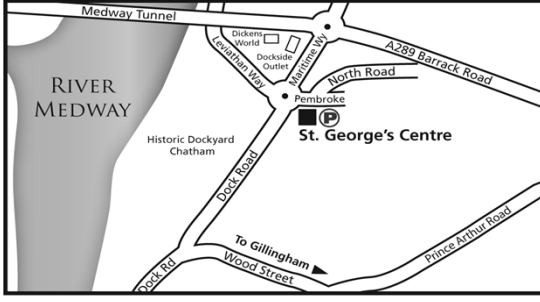 Medway Tunnel
Dickens
World
Dockside
Outlet
Leviathan Way
Maritime Wy
A289 Barrack Road
North Road
Pembroke
P
St. George's Centre
RIVER
MEDWAY
Historic Dockyard
Chatham
Dock Road
To Gillingham
Wood Street
Dock Rd
Prince Arthur Road